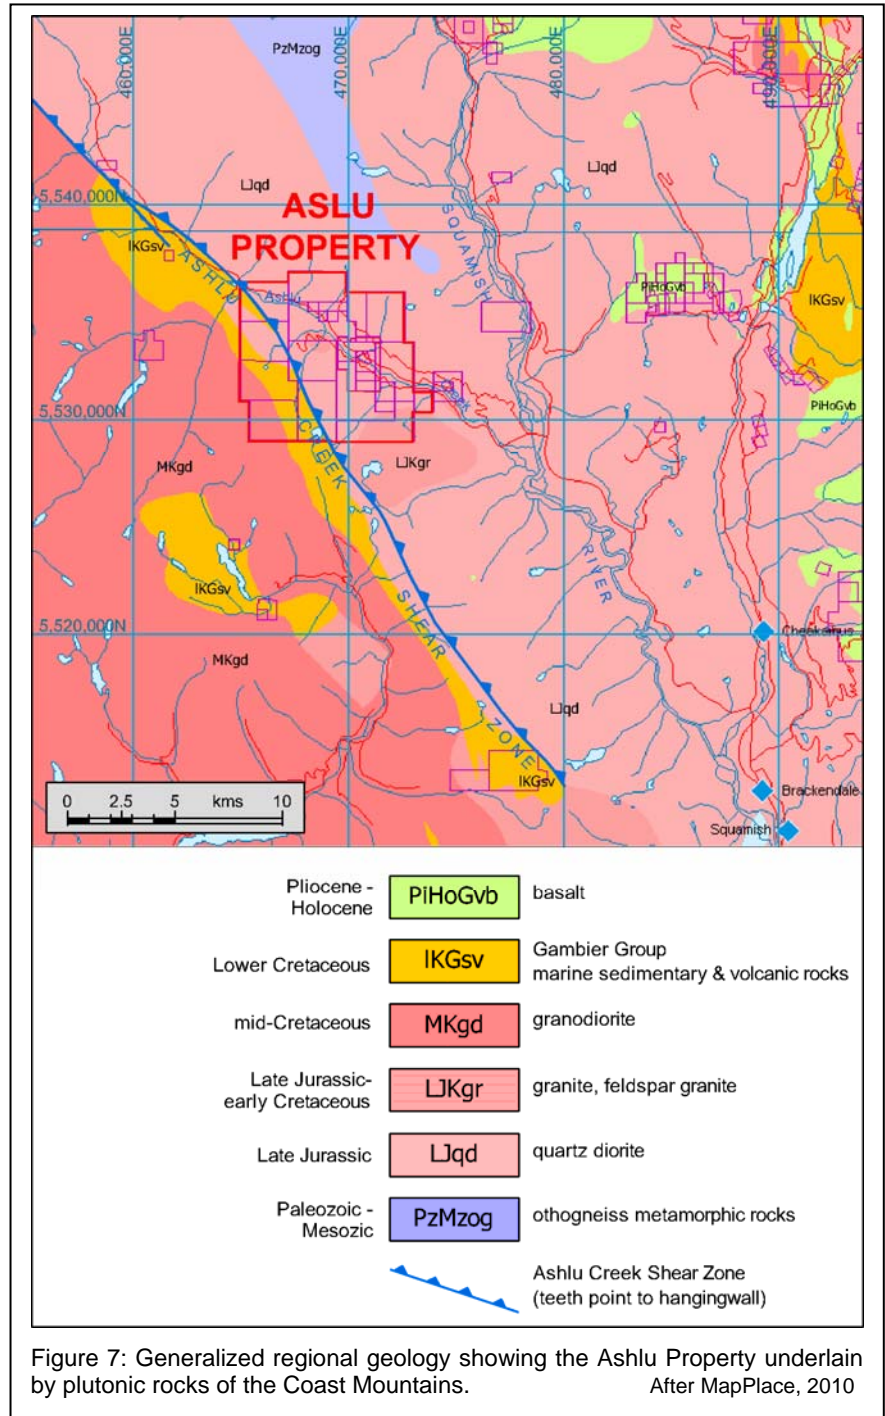 460,000E
470,000E
480,000E
PzMzog
LJqd
LJqd
5,540,000N
ASLU
PROPERTY
SQUAMISH
lKGsv
ASHLU
Ashlu
PiHoGvb
lKGsv
Creek
5,530,000N
PiHoGvb
CREEK
MKgd
LJKgr
RIVER
lKGsv
SHEAR
5,520,000N
Cheekamus
MKgd
LJqd
ZONE
lKGsv
Brackendale
Squamish
0 2.5 5 kms 10
Pliocene - Holocene PiHoGvb basalt
Lower Cretaceous lKGsv Gambier Group
marine sedimentary & volcanic rocks
mid-Cretaceous MKgd granodiorite
Late Jurassic-
early Cretaceous LJKgr granite, feldspar granite
Late Jurassic LJqd quartz diorite
Paleozoic -
Mesozic PzMzog othogneiss metamorphic rocks
Ashlu Creek Shear Zone
(teeth point to hangingwall)
Figure 7: Generalized regional geology showing the Ashlu Property underlain
by plutonic rocks of the Coast Mountains. After MapPlace, 2010